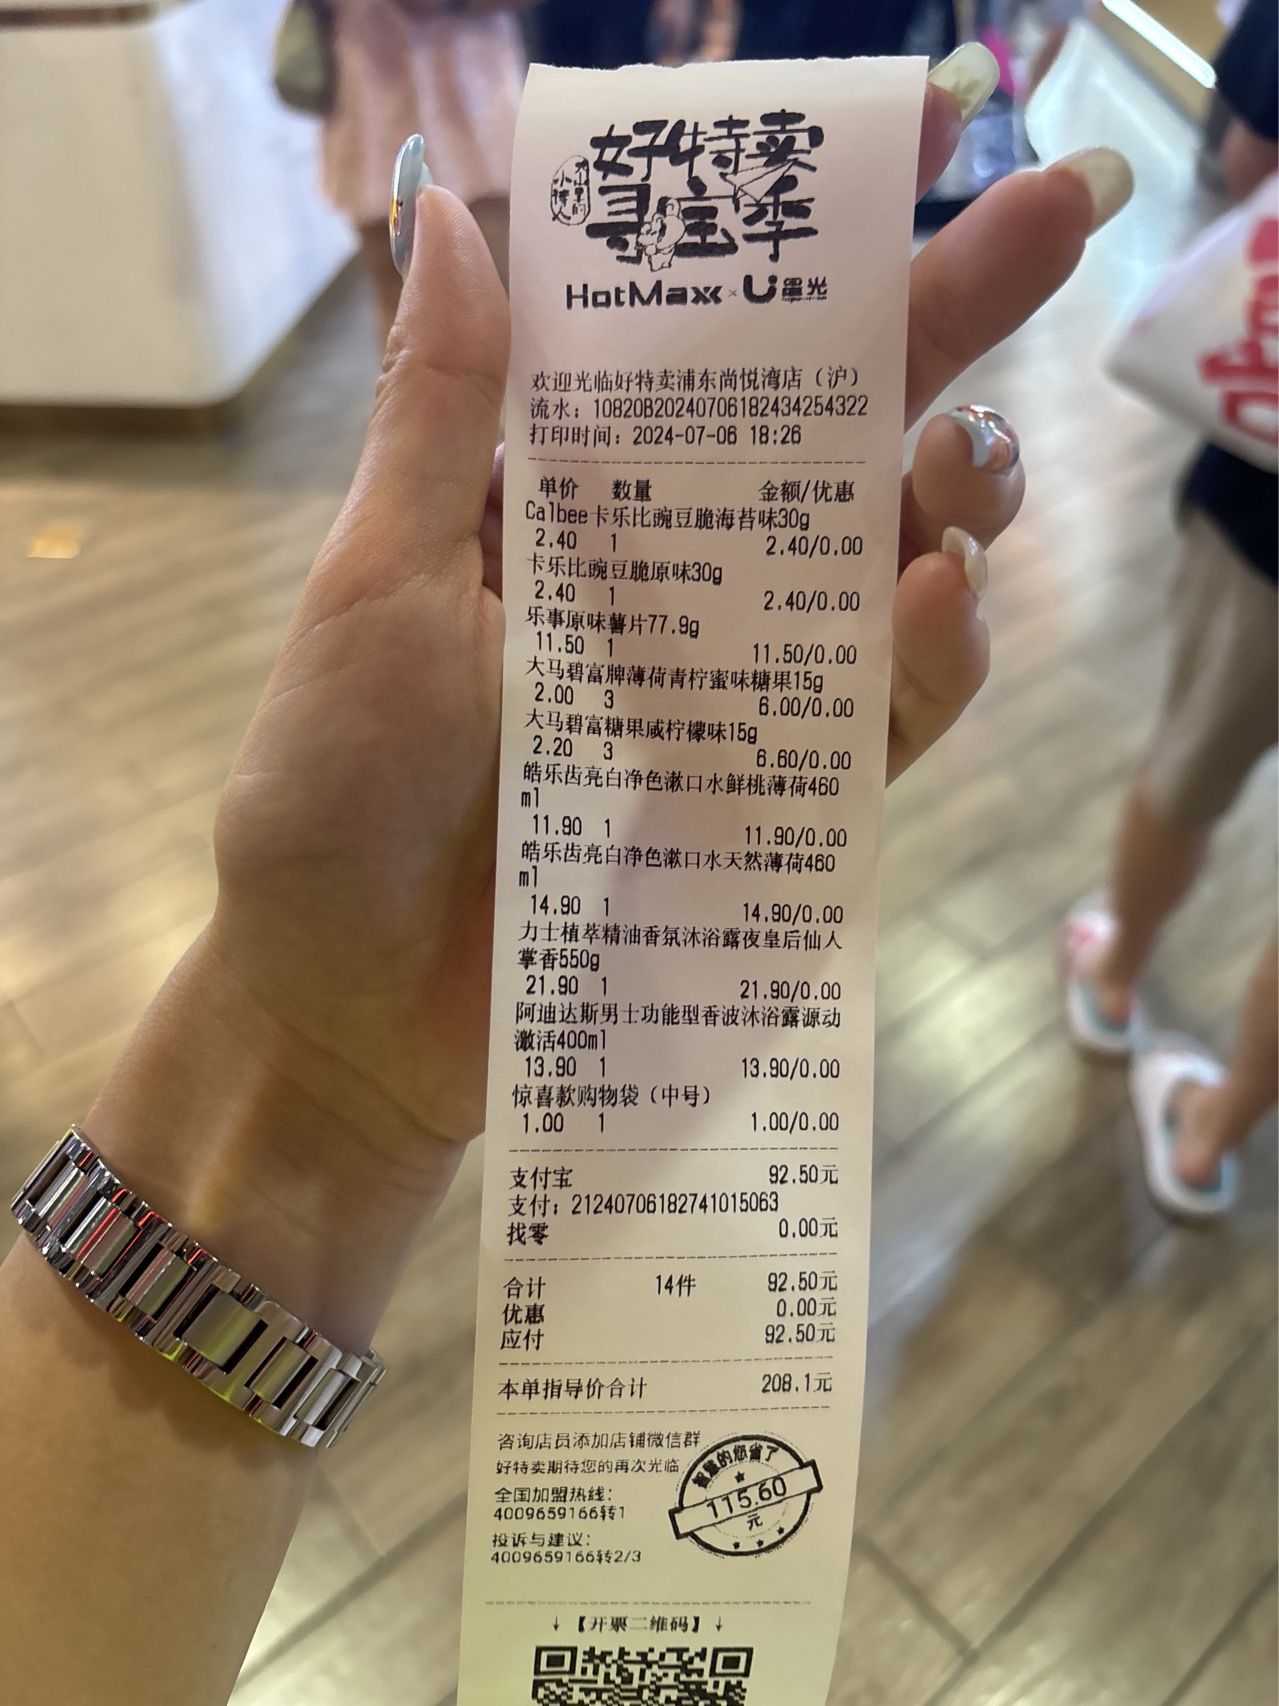 好特卖
寻宝季
HotMaxx × U 星光
欢迎光临好特卖浦东尚悦湾店（沪）
流水：10820B20240706182434254322
打印时间：2024-07-06 18:26
单价 数量 金额/优惠
Calbee卡乐比豌豆脆海苔味30g
2.40 1 2.40/0.00
卡乐比豌豆脆原味30g
2.40 1 2.40/0.00
乐事原味薯片77.9g
11.50 1 11.50/0.00
大马碧富牌薄荷青柠蜜味糖果15g
2.00 3 6.00/0.00
大马碧富糖果咸柠檬味15g
2.20 3 6.60/0.00
皓乐齿亮白净色漱口水鲜桃薄荷460
ml
11.90 1 11.90/0.00
皓乐齿亮白净色漱口水天然薄荷460
ml
14.90 1 14.90/0.00
力士植萃精油香氛沐浴露夜皇后仙人
掌香550g
21.90 1 21.90/0.00
阿迪达斯男士功能型香波沐浴露源动
激活400ml
13.90 1 13.90/0.00
惊喜款购物袋（中号）
1.00 1 1.00/0.00
支付宝 92.50元
支付：21240706182741015063
找零 0.00元
合计 14件 92.50元
优惠 0.00元
应付 92.50元
本单指导价合计 208.1元
咨询店员添加店铺微信群
好特卖期待您的再次光临
全国加盟热线：
4009659166转1
投诉与建议：
4009659166转2/3
智慧的您省了
115.60
元
↓【开票二维码】↓